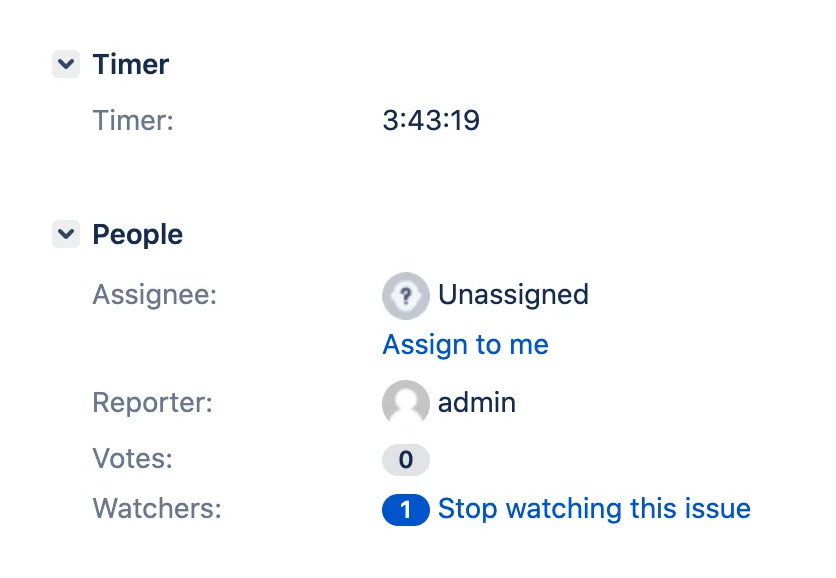 Timer
Timer: 3:43:19
People
Assignee: ? Unassigned
Assign to me
Reporter: admin
Votes: 0
Watchers: 1 Stop watching this issue